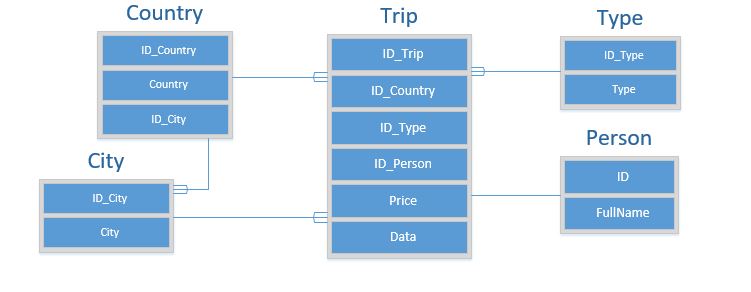 Country
ID_Country
Country
ID_City
City
ID_City
City
Trip
ID_Trip
ID_Country
ID_Type
ID_Person
Price
Data
Type
ID_Type
Type
Person
ID
FullName